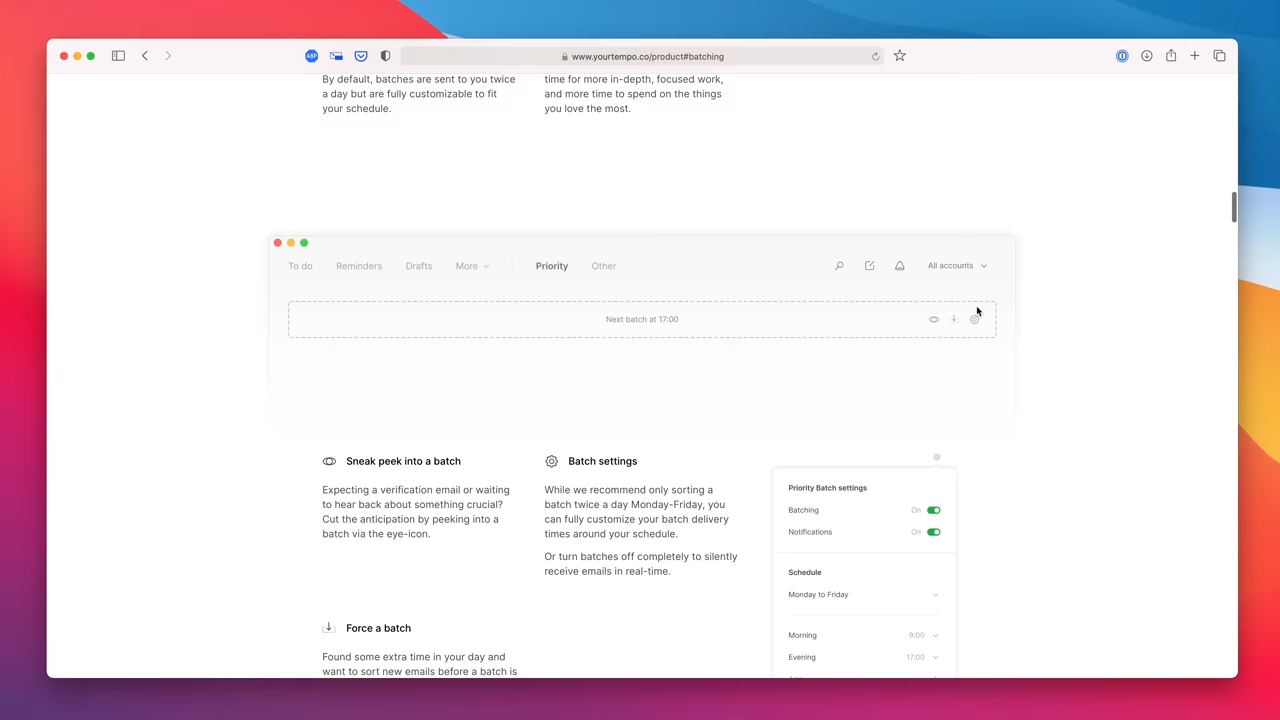 ABP
www.yourtempo.co/product#batching
By default, batches are sent to you twice
a day but are fully customizable to fit
your schedule.
time for more in-depth, focused work,
and more time to spend on the things
you love the most.
To do Reminders Drafts More Priority Other All accounts
Next batch at 17:00
Sneak peek into a batch
Expecting a verification email or waiting
to hear back about something crucial?
Cut the anticipation by peeking into a
batch via the eye-icon.
Batch settings
While we recommend only sorting a
batch twice a day Monday-Friday, you
can fully customize your batch delivery
times around your schedule.
Or turn batches off completely to silently
receive emails in real-time.
Priority Batch settings
Batching On
Notifications On
Schedule
Monday to Friday
Morning 9:00
Evening 17:00
Force a batch
Found some extra time in your day and
want to sort new emails before a batch is